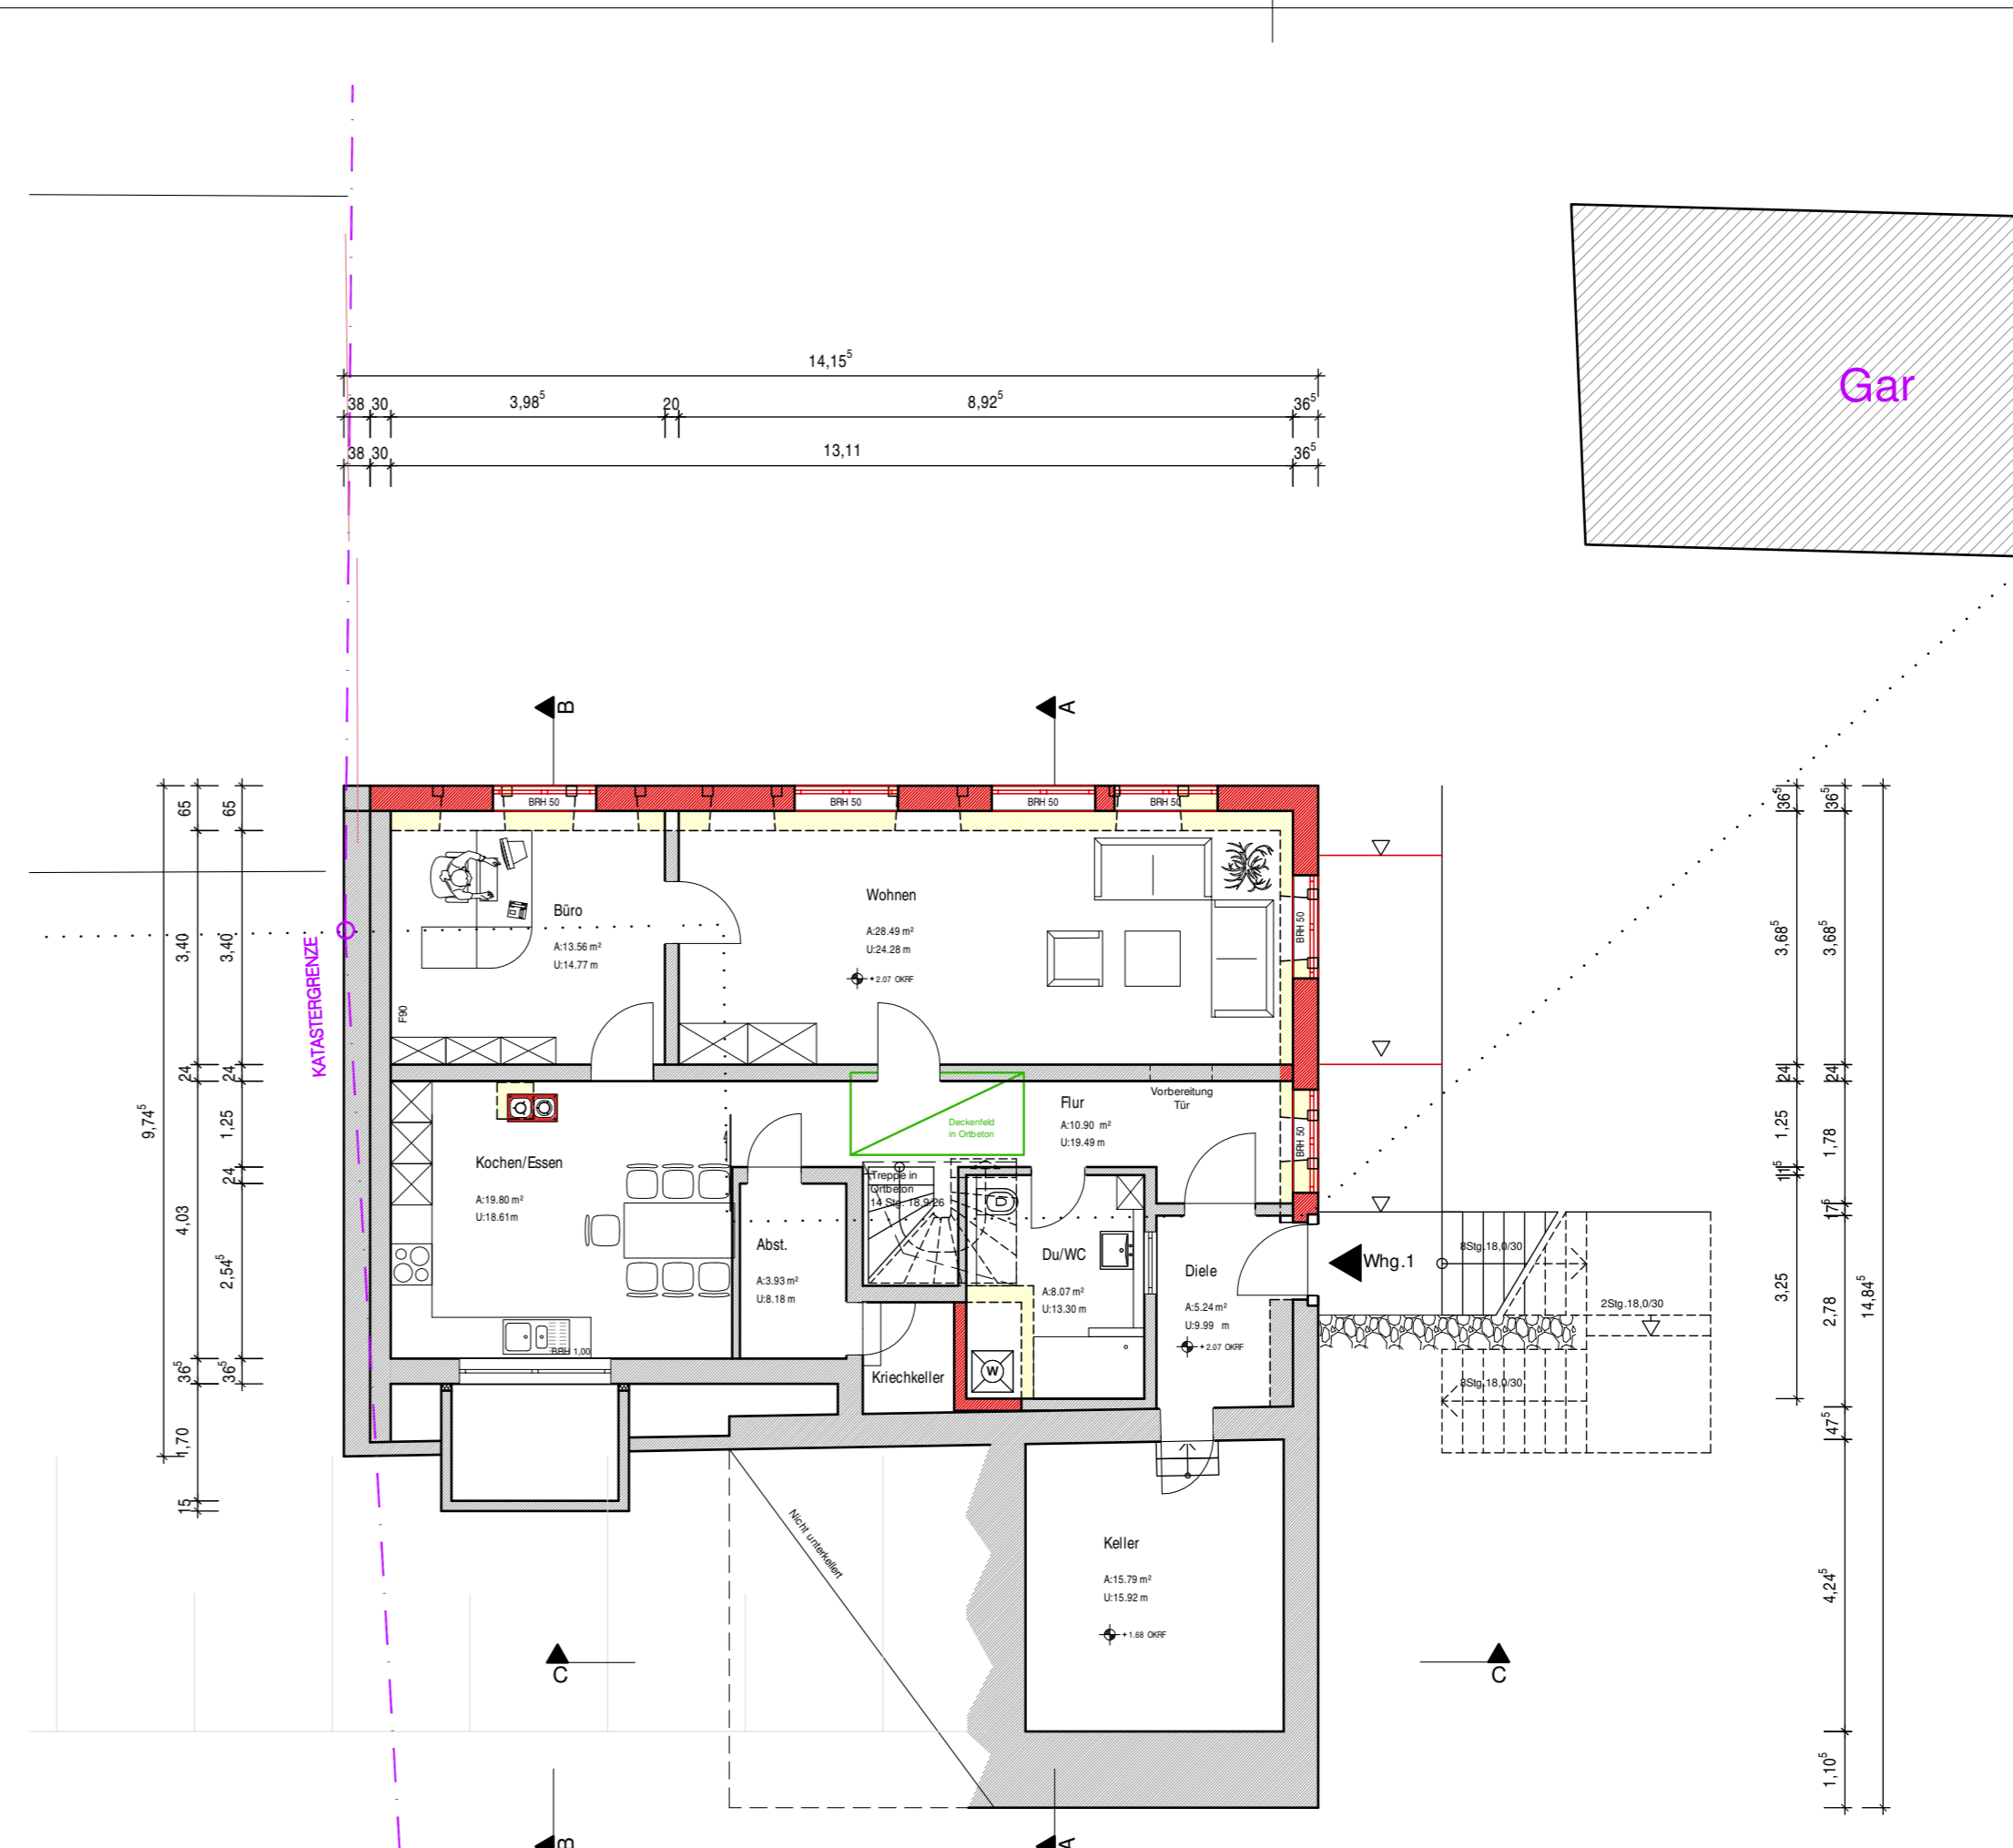 14,15⁵
38 30 3,98⁵ 20 8,92⁵ 36⁵
38 30 13,11 36⁵
Gar
B
A
65
65
3,40
3,40
24
24
9,74⁵
1,25
24
4,03
2,54⁵
36⁵
36⁵
1,70
15
KATASTERGRENZE
BRH 50
BRH 50
BRH 50
BRH 50
Büro
A:13.56 m²
U:14.77 m
F90
Wohnen
A:28.49 m²
U:24.28 m
+2.07 OKRF
BRH 50
Kochen/Essen
A:19.80 m²
U:18.61m
BRH 1,00
Deckenfeld
in Ortbeton
Flur
A:10.90 m²
U:19.49 m
Vorbereitung
Tür
BRH 50
Treppe in
Ortbeton
14 Stg. 18,9/26
Abst.
A:3.93 m²
U:8.18 m
Du/WC
A:8.07 m²
U:13.30 m
W
Diele
A:5.24 m²
U:9.99 m
+2.07 OKRF
Kriechkeller
Whg.1
8Stg.18,0/30
2Stg.18,0/30
8Stg.18,0/30
Nicht unterkellert
Keller
A:15.79 m²
U:15.92 m
+1.68 OKRF
C
C
B
A
36⁵
36⁵
3,68⁵
3,68⁵
24
24
1,25
1,78
11⁵
17⁵
3,25
2,78
14,84⁵
47⁵
4,24⁵
1,10⁵